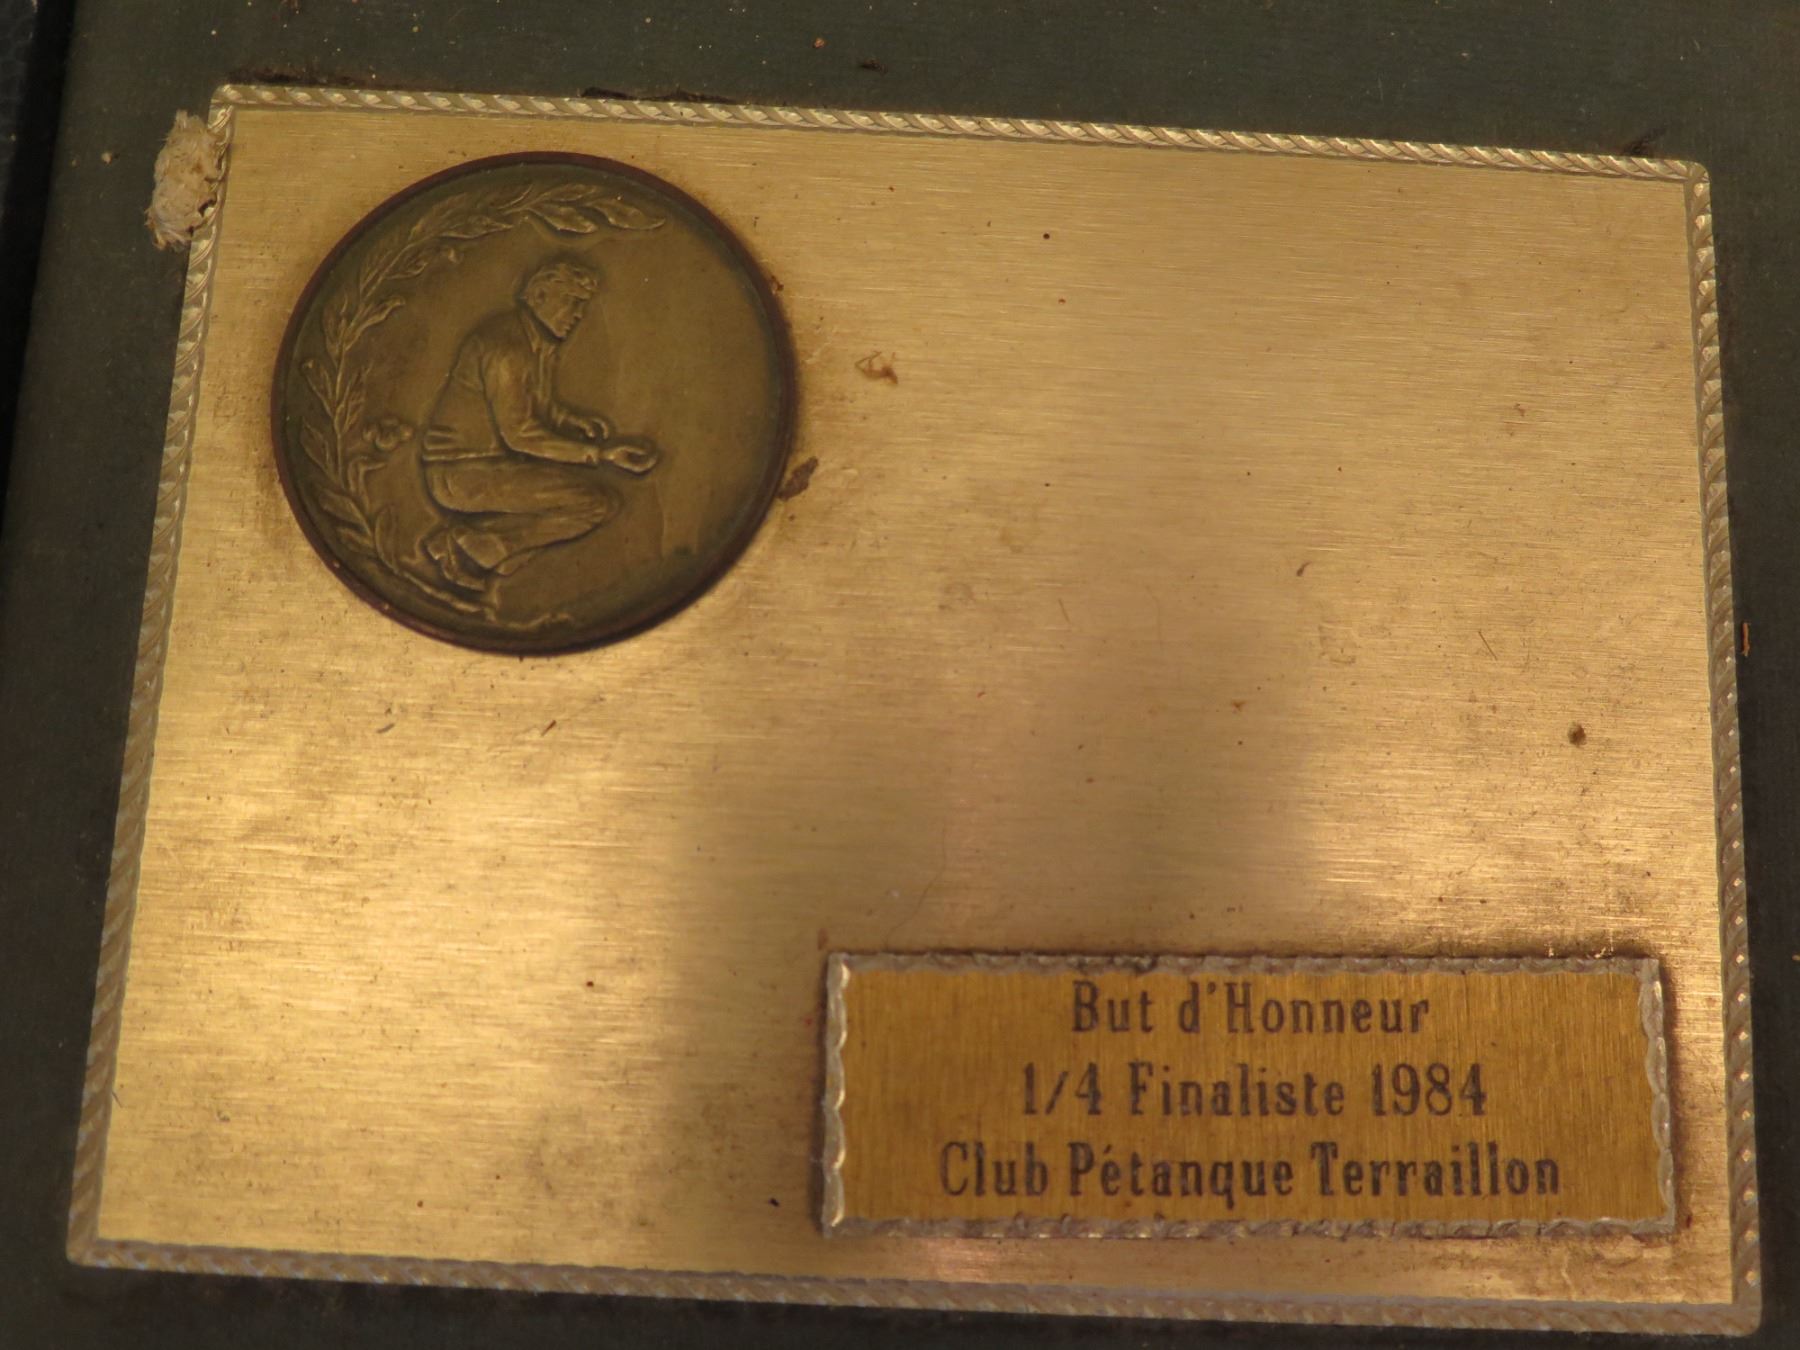 But d'Honneur
1/4 Finaliste 1984
Club Pétanque Terraillon